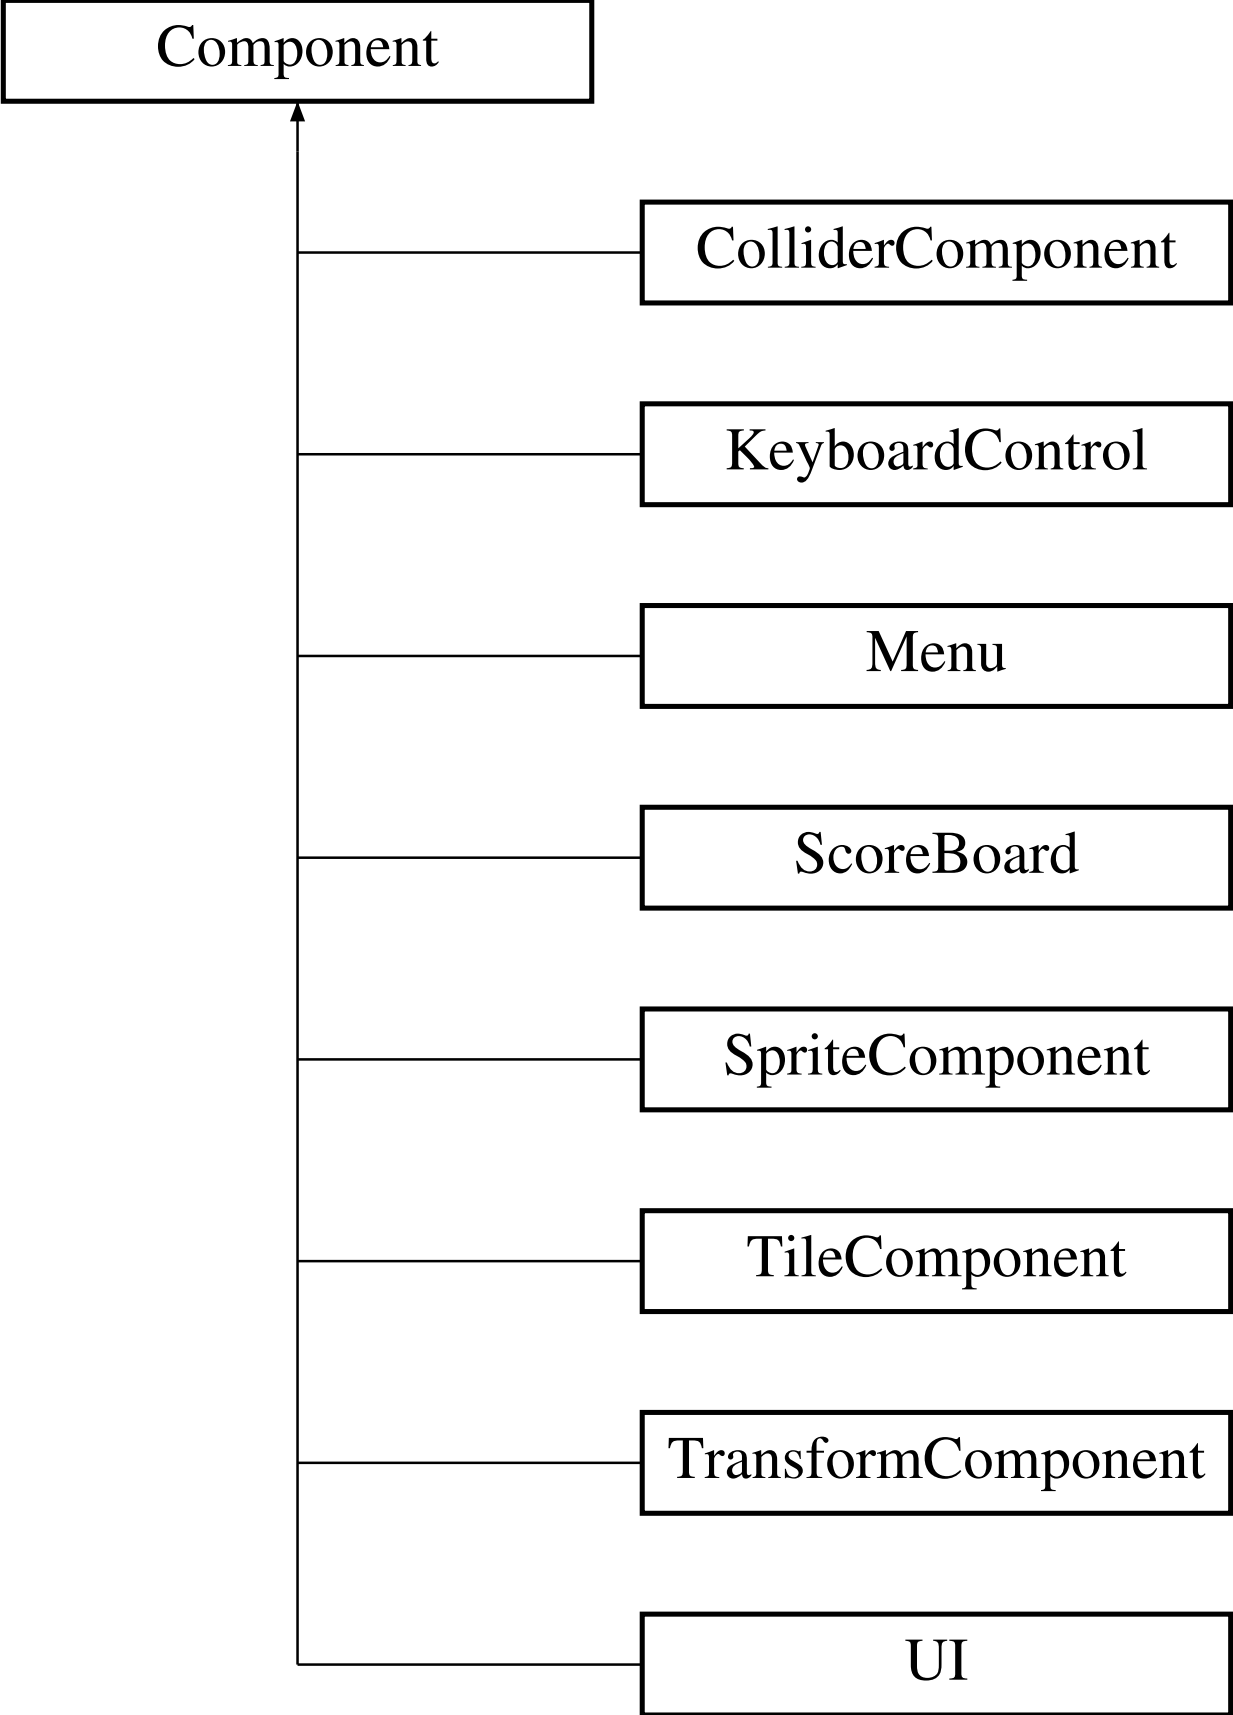 Component
ColliderComponent
KeyboardControl
Menu
ScoreBoard
SpriteComponent
TileComponent
TransformComponent
UI